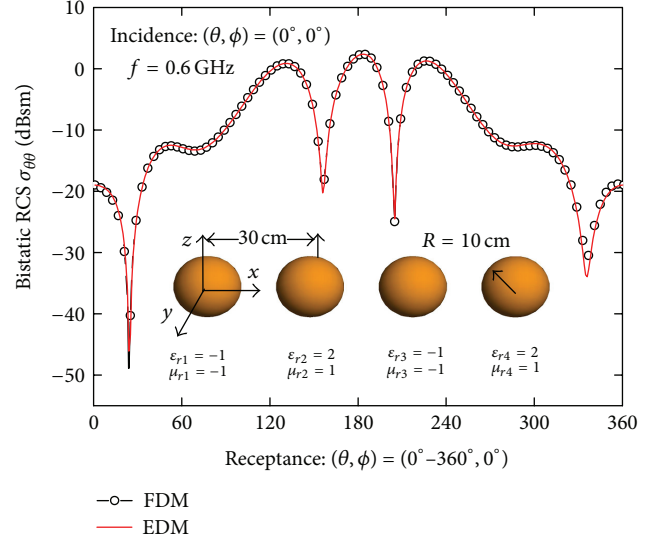 10
0
−10
−20
−30
−40
−50
Bistatic RCS σθθ (dBsm)
Incidence: (θ, ϕ) = (0°, 0°)
f = 0.6 GHz
z
30 cm
R = 10 cm
x
y
εr1 = −1
μr1 = −1
εr2 = 2
μr2 = 1
εr3 = −1
μr3 = −1
εr4 = 2
μr4 = 1
0 60 120 180 240 300 360
Receptance: (θ, ϕ) = (0°–360°, 0°)
FDM
EDM